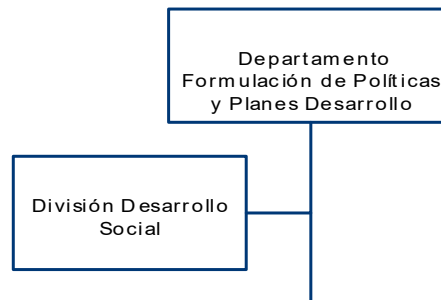 Departamento
Formulación de Políticas
y Planes Desarrollo
División Desarrollo
Social